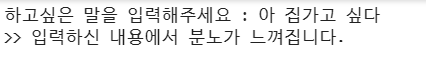 하고싶은 말을 입력해주세요 : 아 집가고 싶다
>> 입력하신 내용에서 분노가 느껴집니다.